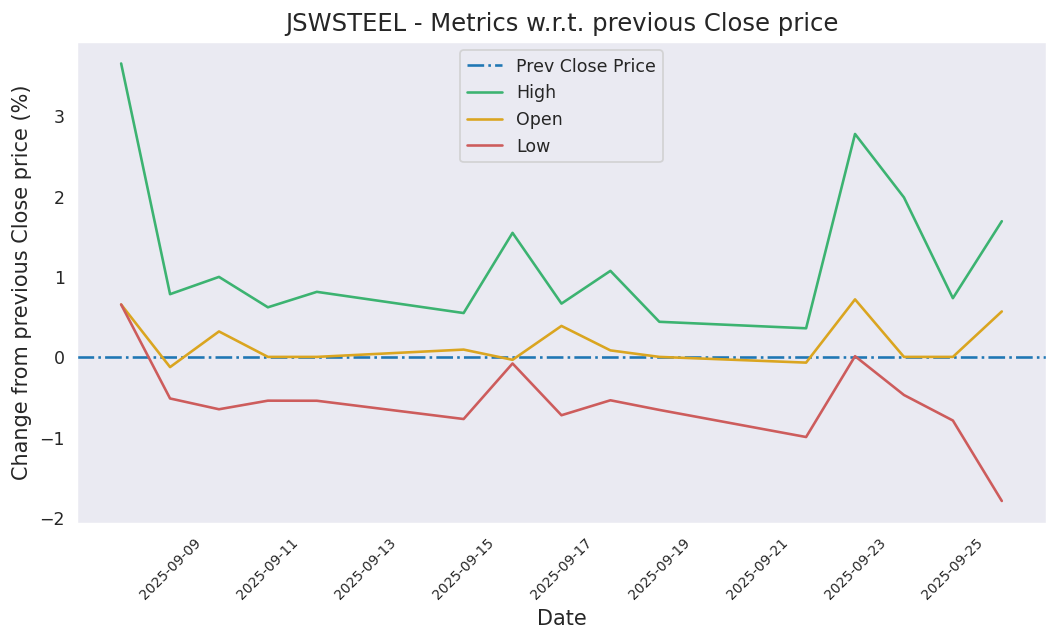 JSWSTEEL - Metrics w.r.t. previous Close price
Prev Close Price
High
Open
Low
Change from previous Close price (%)
3
2
1
0
−1
−2
2025-09-09
2025-09-11
2025-09-13
2025-09-15
2025-09-17
2025-09-19
2025-09-21
2025-09-23
2025-09-25
Date